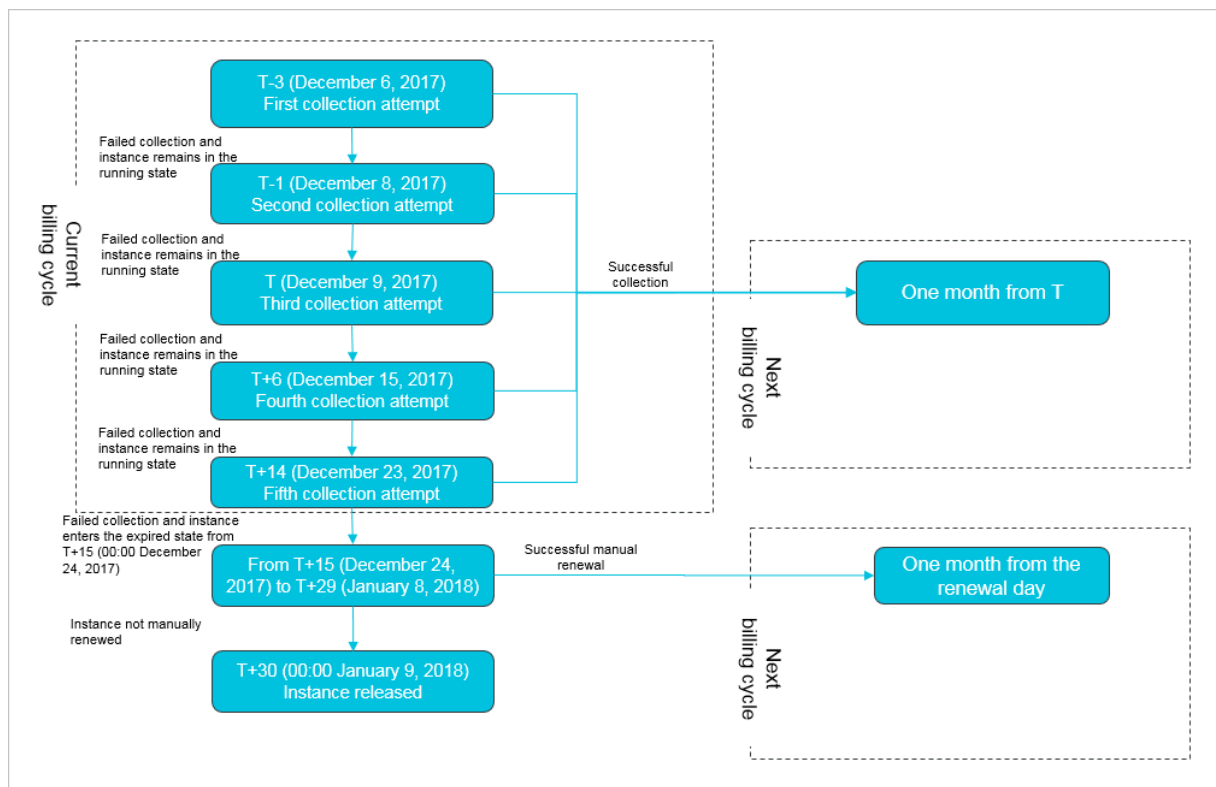 T-3 (December 6, 2017)
First collection attempt
Failed collection and
instance remains in the
running state
T-1 (December 8, 2017)
Second collection attempt
Current
billing cycle
Failed collection and
instance remains in the
running state
T (December 9, 2017)
Third collection attempt
Successful
collection
One month from T
Next
billing cycle
Failed collection and
instance remains in the
running state
T+6 (December 15, 2017)
Fourth collection attempt
Failed collection and
instance remains in the
running state
T+14 (December 23, 2017)
Fifth collection attempt
Failed collection and instance
enters the expired state from
T+15 (00:00 December
24, 2017)
From T+15 (December 24,
2017) to T+29 (January 8, 2018)
Successful manual
renewal
One month from the
renewal day
Next
billing cycle
Instance not manually
renewed
T+30 (00:00 January 9, 2018)
Instance released